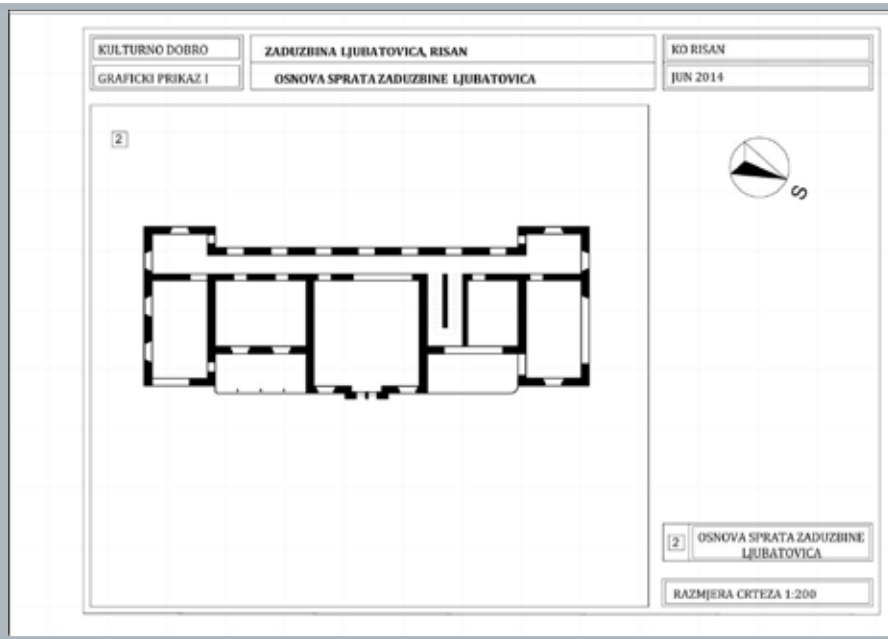 KULTURNO DOBRO
ZADUZBINA LJUBATOVICA, RISAN
KO RISAN
GRAFICKI PRIKAZ I
OSNOVA SPRATA ZADUZBINE LJUBATOVICA
JUN 2014
2
S
2
OSNOVA SPRATA ZADUZBINE
LJUBATOVICA
RAZMJERA CRTEZA 1:200